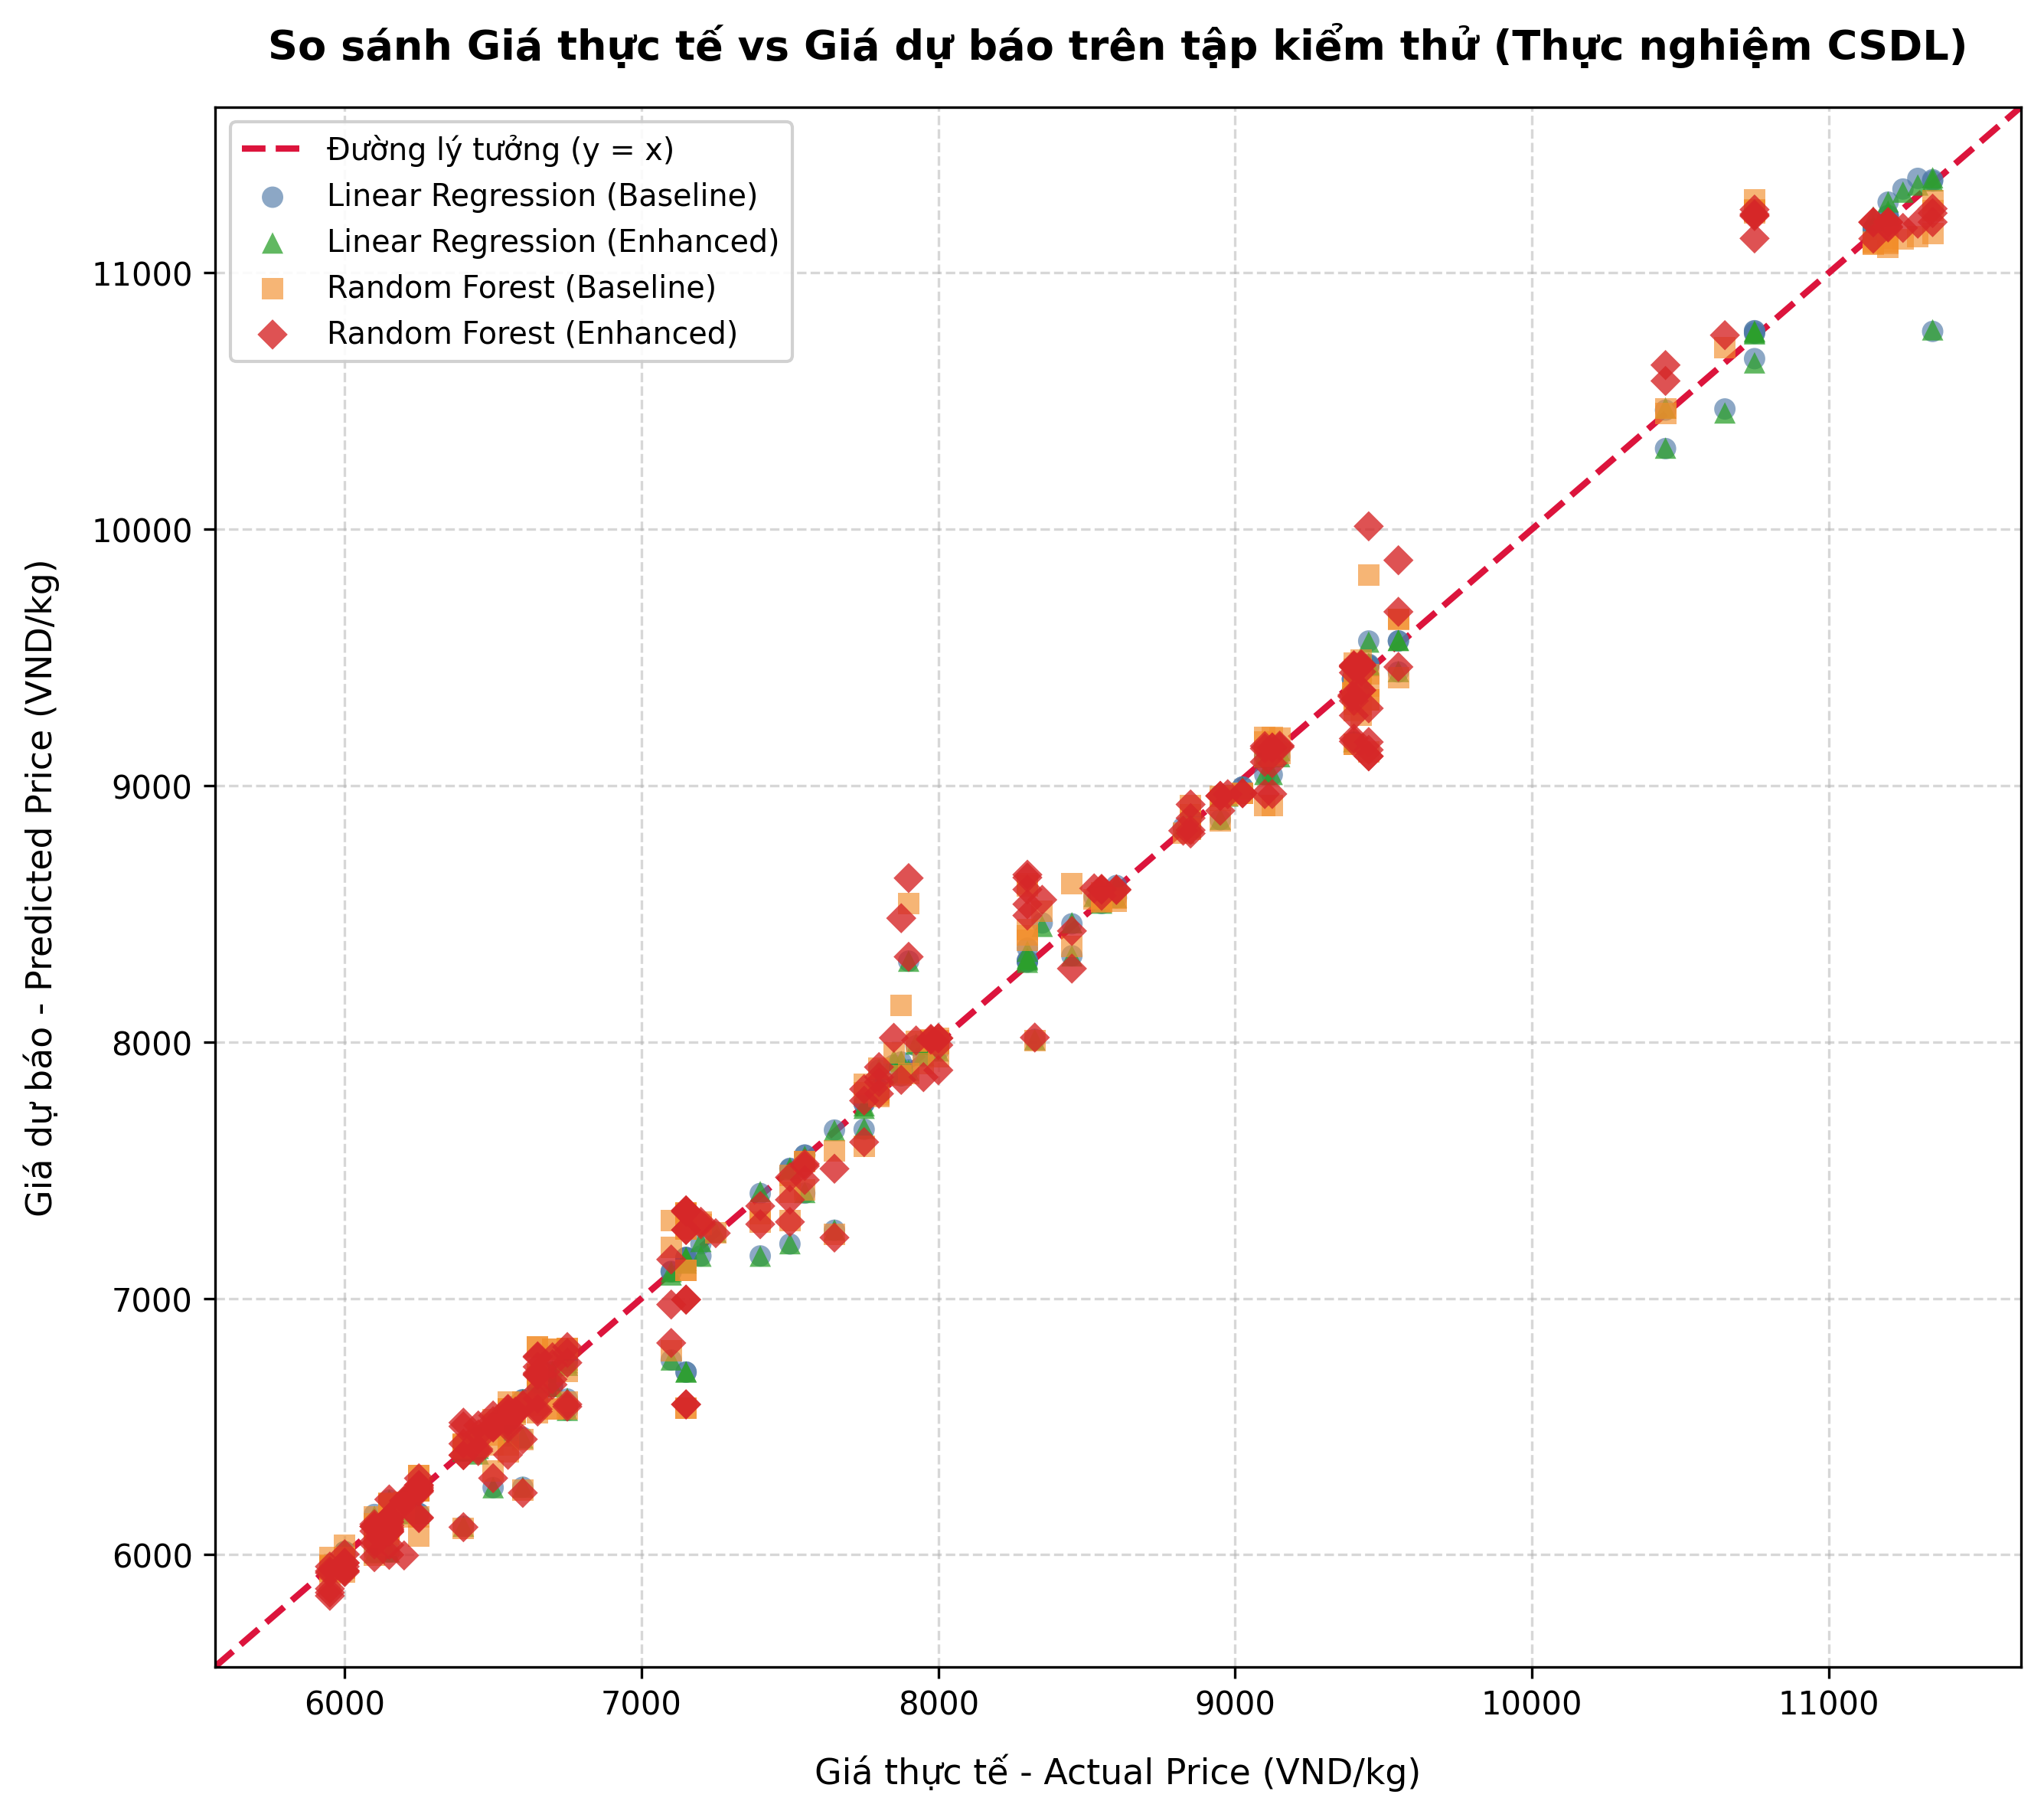 So sánh Giá thực tế vs Giá dự báo trên tập kiểm thử (Thực nghiệm CSDL)
Đường lý tưởng (y = x)
Linear Regression (Baseline)
Linear Regression (Enhanced)
Random Forest (Baseline)
Random Forest (Enhanced)
Giá dự báo - Predicted Price (VND/kg)
11000
10000
9000
8000
7000
6000
6000 7000 8000 9000 10000 11000
Giá thực tế - Actual Price (VND/kg)